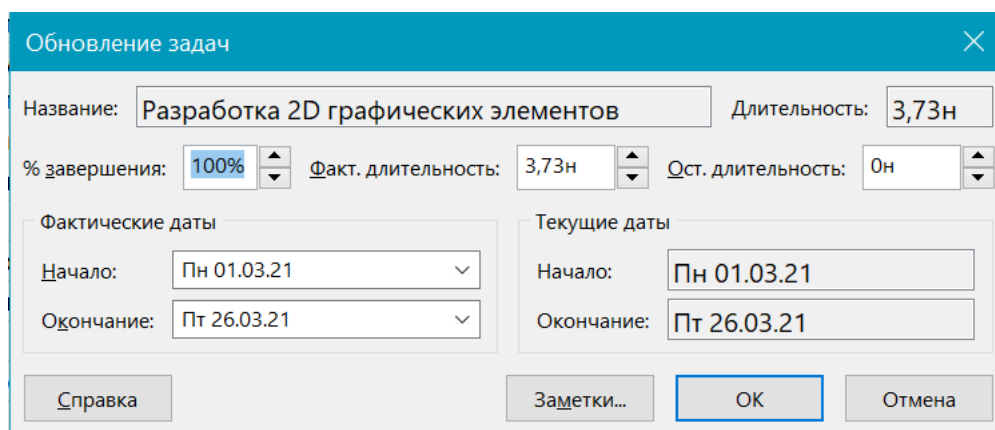 Обновление задач
Название: Разработка 2D графических элементов Длительность: 3,73н
% завершения: 100% Факт. длительность: 3,73н Ост. длительность: 0н
Фактические даты Текущие даты
Начало: Пн 01.03.21 Начало: Пн 01.03.21
Окончание: Пт 26.03.21 Окончание: Пт 26.03.21
Справка Заметки... ОК Отмена